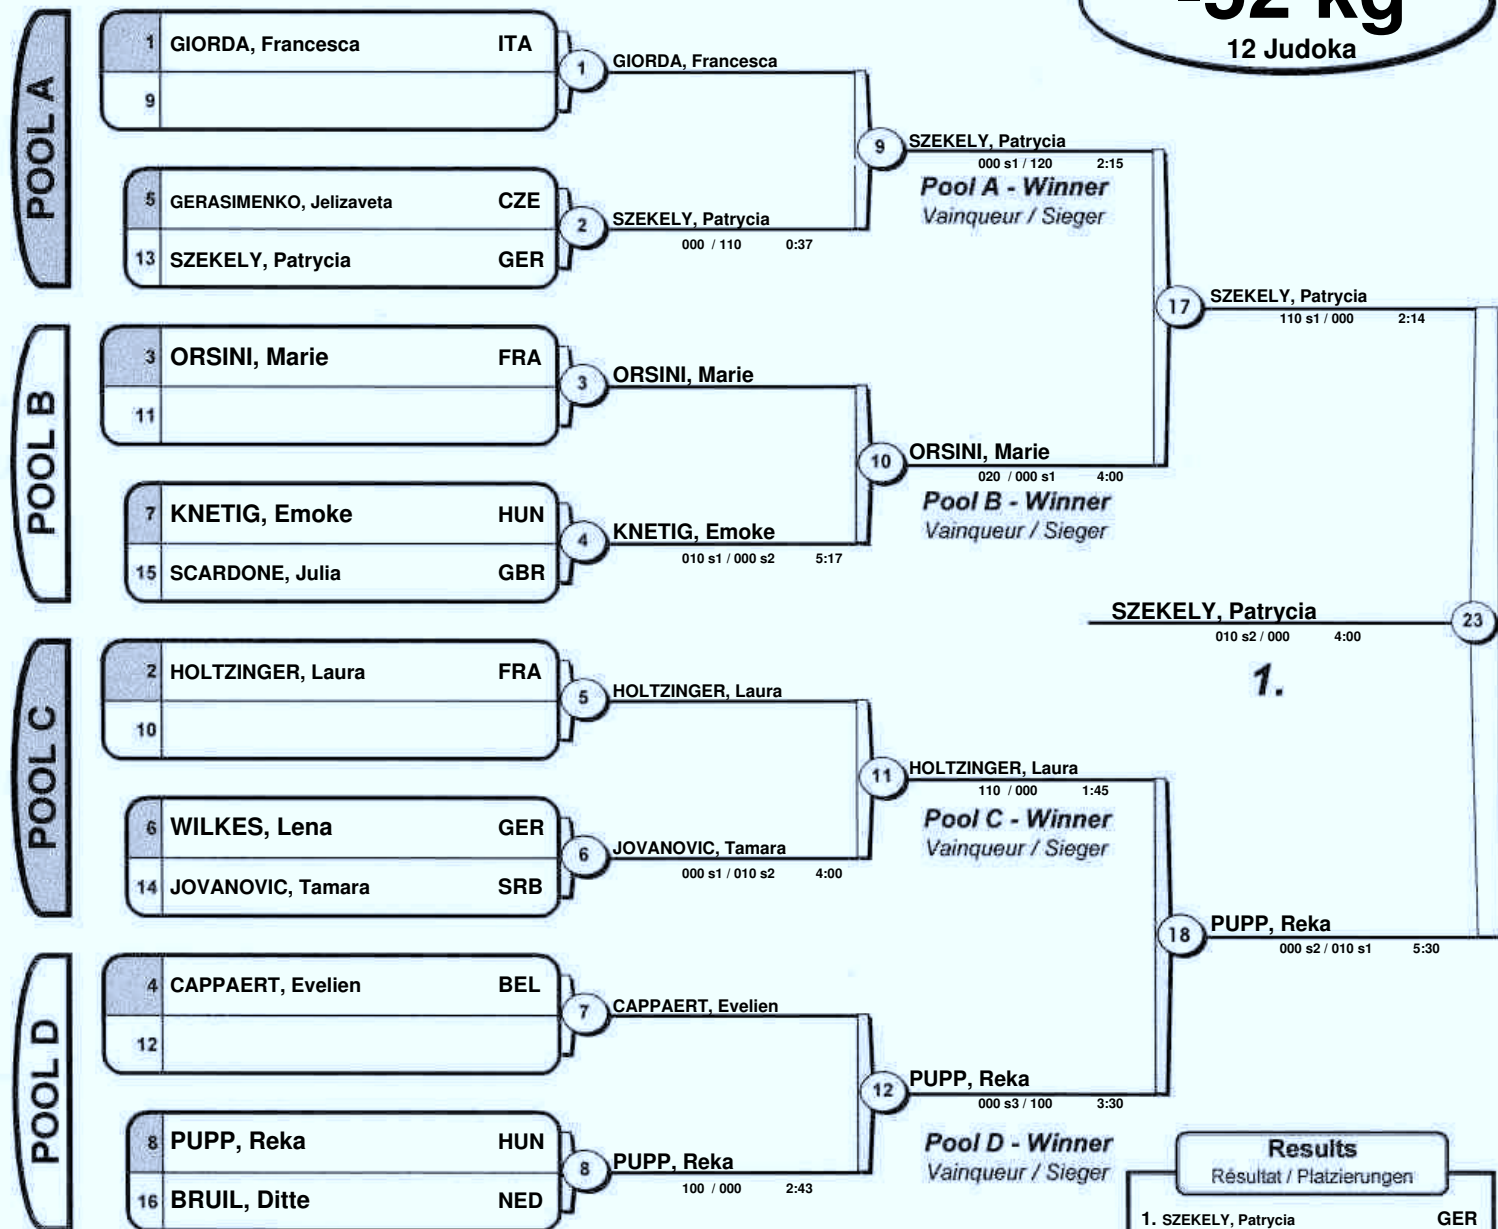 -52 kg
12 Judoka
POOL A
1 GIORDA, Francesca ITA
9
1
GIORDA, Francesca
5 GERASIMENKO, Jelizaveta CZE
13 SZEKELY, Patrycia GER
2
SZEKELY, Patrycia
000 / 110 0:37
9
SZEKELY, Patrycia
000 s1 / 120 2:15
Pool A - Winner
Vainqueur / Sieger
17
SZEKELY, Patrycia
110 s1 / 000 2:14
POOL B
3 ORSINI, Marie FRA
11
3
ORSINI, Marie
7 KNETIG, Emoke HUN
15 SCARDONE, Julia GBR
4
KNETIG, Emoke
010 s1 / 000 s2 5:17
10
ORSINI, Marie
020 / 000 s1 4:00
Pool B - Winner
Vainqueur / Sieger
SZEKELY, Patrycia
010 s2 / 000 4:00
23
1.
POOL C
2 HOLTZINGER, Laura FRA
10
5
HOLTZINGER, Laura
6 WILKES, Lena GER
14 JOVANOVIC, Tamara SRB
6
JOVANOVIC, Tamara
000 s1 / 010 s2 4:00
11
HOLTZINGER, Laura
110 / 000 1:45
Pool C - Winner
Vainqueur / Sieger
18
PUPP, Reka
000 s2 / 010 s1 5:30
POOL D
4 CAPPAERT, Evelien BEL
12
7
CAPPAERT, Evelien
8 PUPP, Reka HUN
16 BRUIL, Ditte NED
8
PUPP, Reka
100 / 000 2:43
12
PUPP, Reka
000 s3 / 100 3:30
Pool D - Winner
Vainqueur / Sieger
Results
Résultat / Platzierungen
1. SZEKELY, Patrycia GER